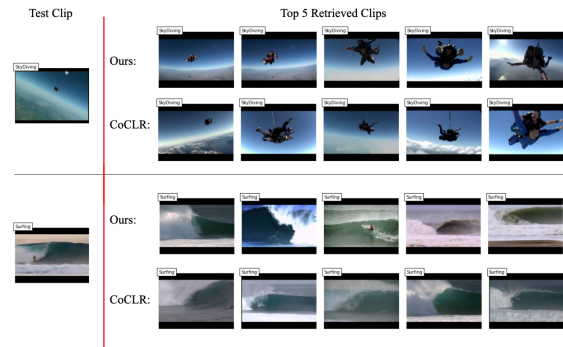 Test Clip
Top 5 Retrieved Clips
SkyDiving
Ours:
SkyDiving SkyDiving SkyDiving SkyDiving SkyDiving
CoCLR:
SkyDiving SkyDiving SkyDiving SkyDiving SkyDiving
Surfing
Ours:
Surfing Surfing Surfing Surfing Surfing
CoCLR:
Surfing Surfing Surfing Surfing Surfing